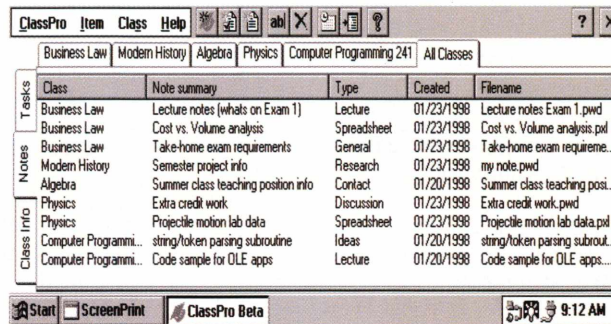 ClassPro Item Class Help ab ? ?
Business Law Modern History Algebra Physics Computer Programming 241 All Classes
Tasks
Notes
Class Info
Class Note summary Type Created Filename
Business Law Lecture notes (whats on Exam 1) Lecture 01/23/1998 Lecture notes Exam 1.pwd
Business Law Cost vs. Volume analysis Spreadsheet 01/23/1998 Cost vs. Volume analysis.pxl
Business Law Take-home exam requirements General 01/23/1998 Take-home exam requireme...
Modern History Semester project info Research 01/23/1998 my note.pwd
Algebra Summer class teaching position info Contact 01/20/1998 Summer class teaching posi...
Physics Extra credit work Discussion 01/23/1998 Extra credit work.pwd
Physics Projectile motion lab data Spreadsheet 01/23/1998 Projectile motion lab data.pxl
Computer Programmi... string/token parsing subroutine Ideas 01/20/1998 string/token parsing subrout...
Computer Programmi... Code sample for OLE apps Lecture 01/20/1998 Code sample for OLE apps....
Start ScreenPrint ClassPro Beta 9:12 AM